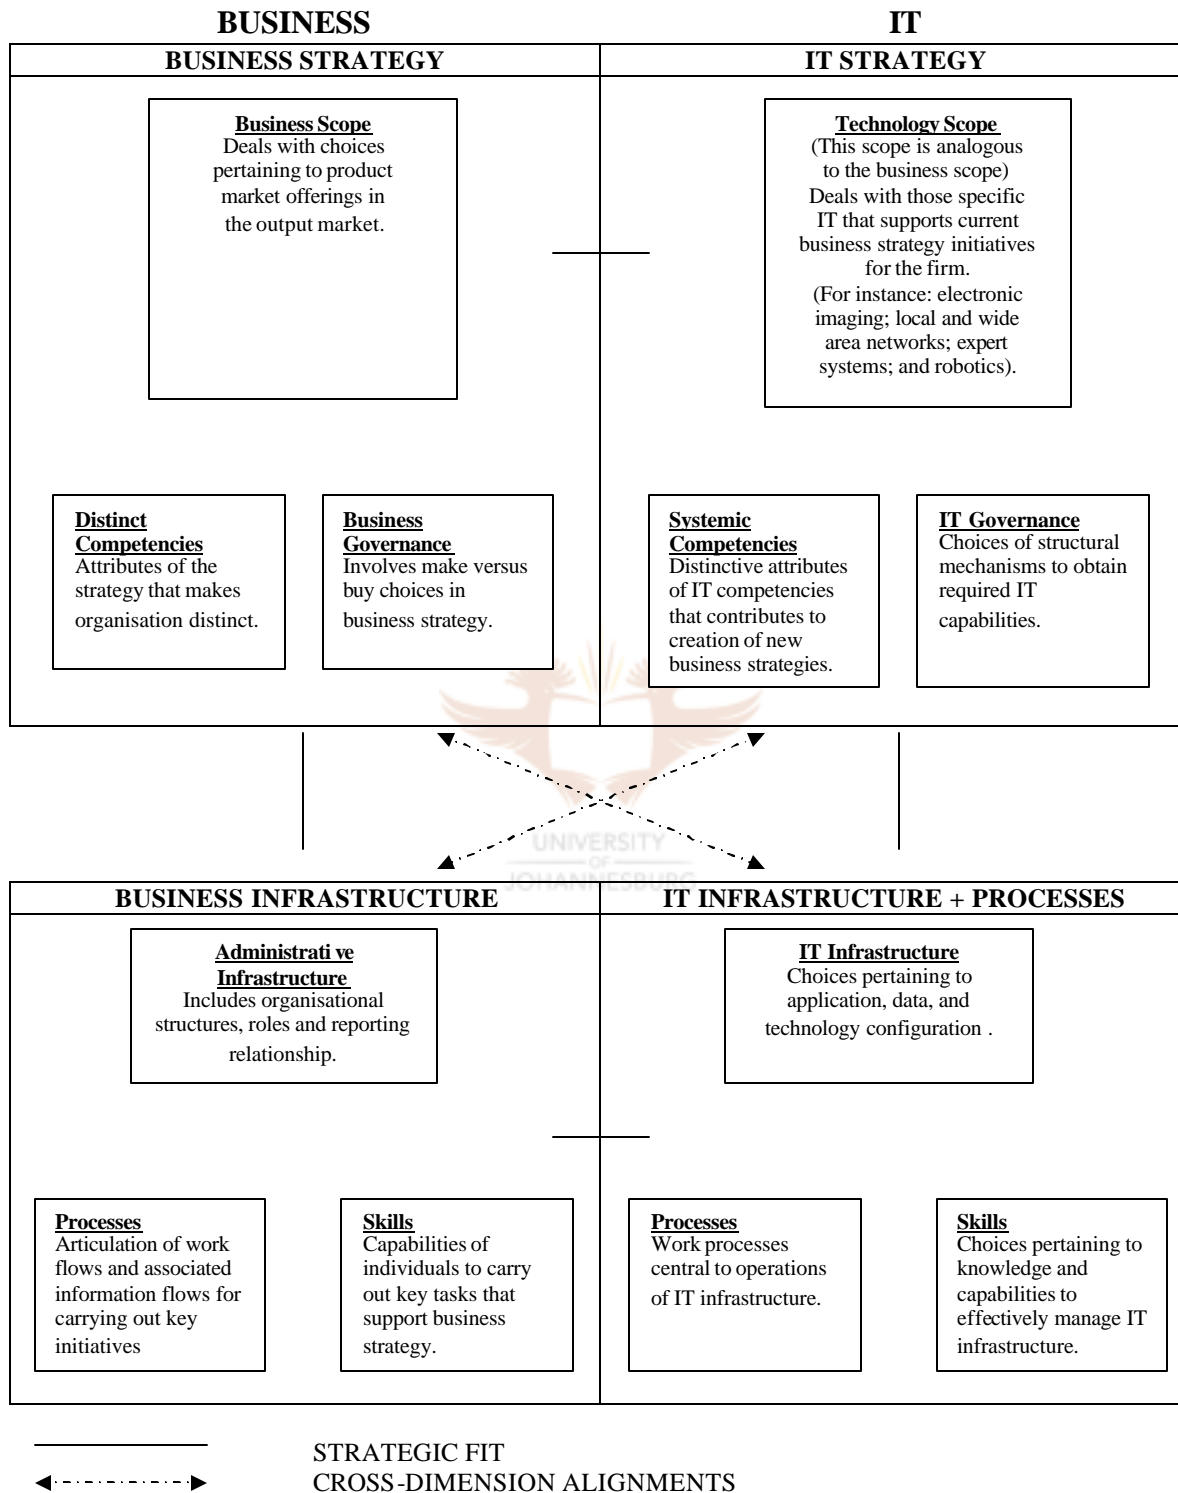 BUSINESS
IT
BUSINESS STRATEGY
IT STRATEGY
Business Scope
Deals with choices
pertaining to product
market offerings in
the output market.
Technology Scope
(This scope is analogous
to the business scope)
Deals with those specific
IT that supports current
business strategy initiatives
for the firm.
(For instance: electronic
imaging; local and wide
area networks; expert
systems; and robotics).
Distinct
Competencies
Attributes of the
strategy that makes
organisation distinct.
Business
Governance
Involves make versus
buy choices in
business strategy.
Systemic
Competencies
Distinctive attributes
of IT competencies
that contributes to
creation of new
business strategies.
IT Governance
Choices of structural
mechanisms to obtain
required IT
capabilities.
UNIVERSITY
OF
JOHANNESBURG
BUSINESS INFRASTRUCTURE
IT INFRASTRUCTURE + PROCESSES
Administrati ve
Infrastructure
Includes organisational
structures, roles and reporting
relationship.
IT Infrastructure
Choices pertaining to
application, data, and
technology configuration .
Processes
Articulation of work
flows and associated
information flows for
carrying out key
initiatives
Skills
Capabilities of
individuals to carry
out key tasks that
support business
strategy.
Processes
Work processes
central to operations
of IT infrastructure.
Skills
Choices pertaining to
knowledge and
capabilities to
effectively manage IT
infrastructure.
STRATEGIC FIT
CROSS-DIMENSION ALIGNMENTS